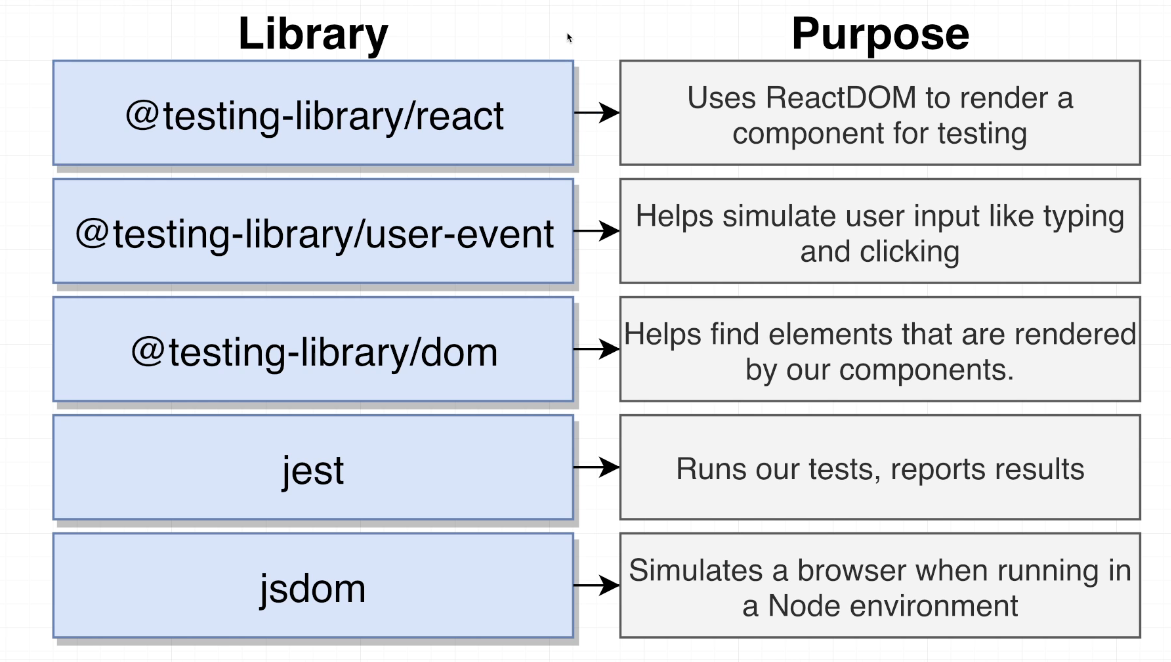 Library
Purpose
@testing-library/react
Uses ReactDOM to render a
component for testing
@testing-library/user-event
Helps simulate user input like typing
and clicking
@testing-library/dom
Helps find elements that are rendered
by our components.
jest
Runs our tests, reports results
jsdom
Simulates a browser when running in
a Node environment